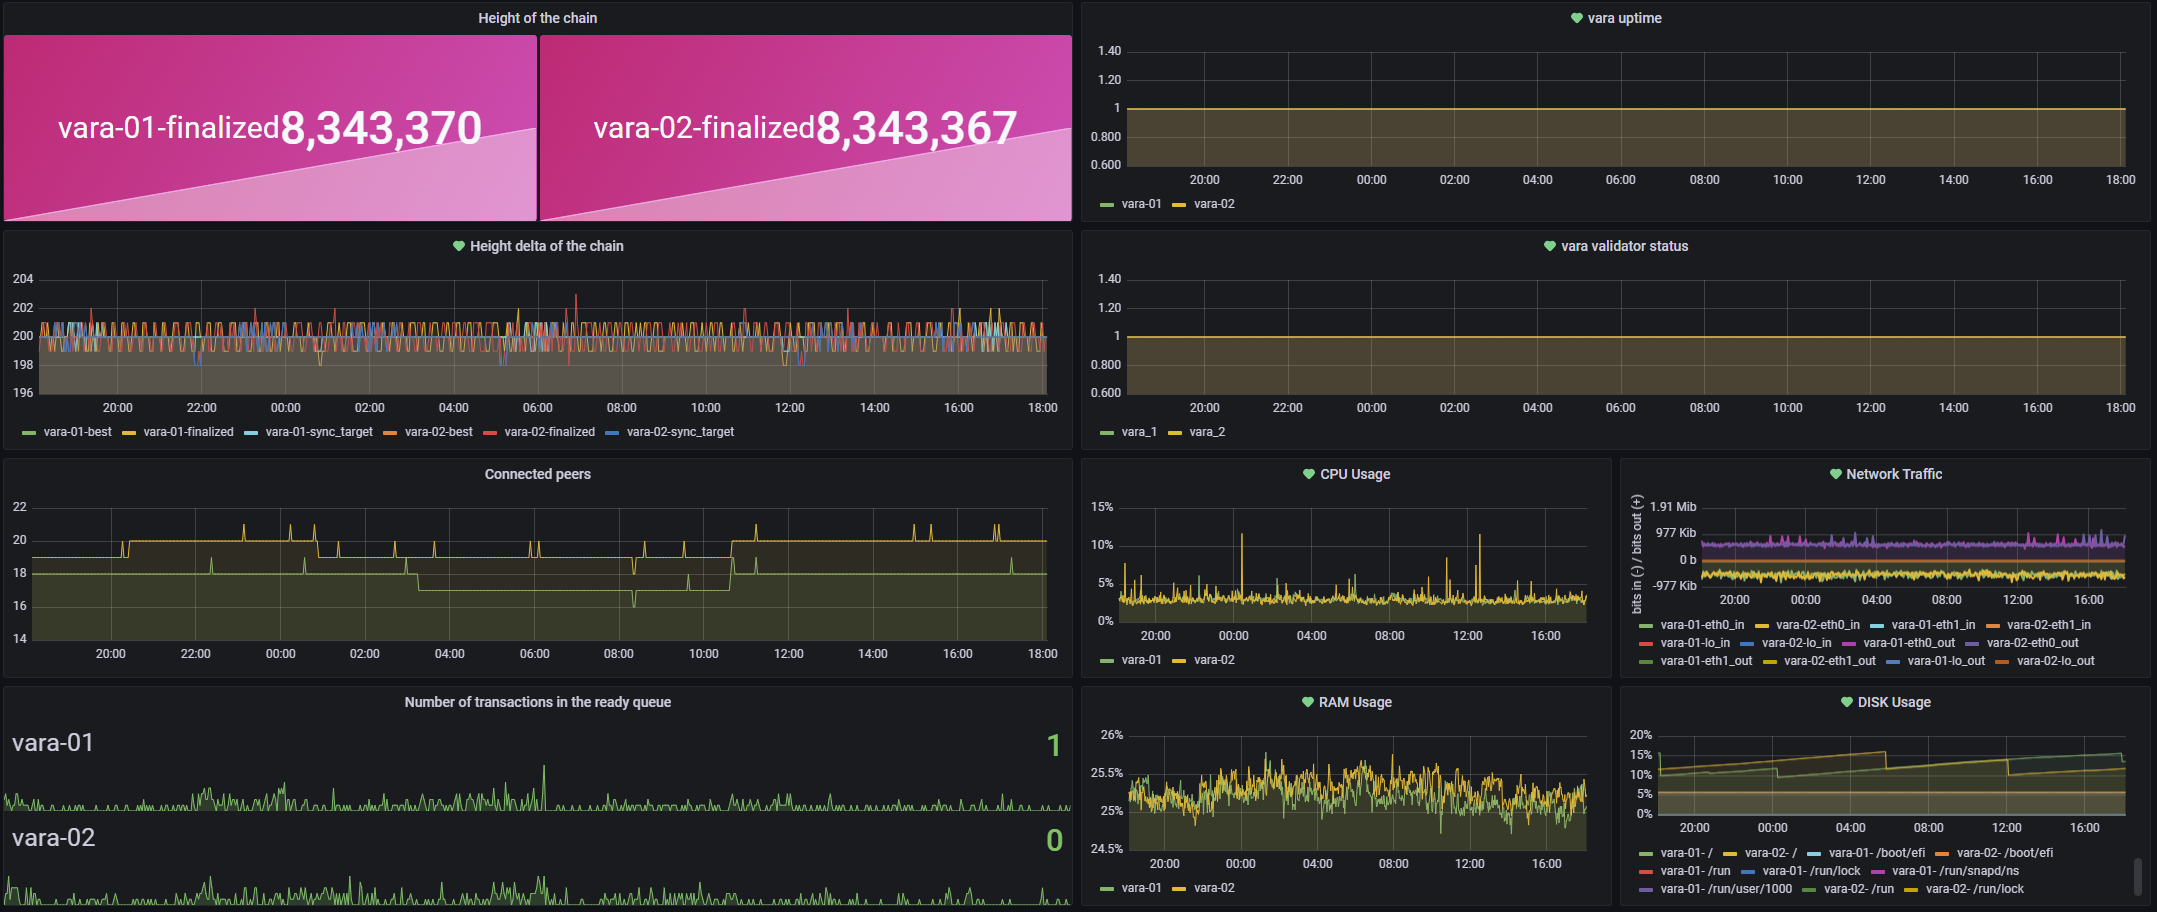 Height of the chain
vara-01-finalized 8,343,370
vara-02-finalized 8,343,367
vara uptime
1.40
1.20
1
0.800
0.600
20:00 22:00 00:00 02:00 04:00 06:00 08:00 10:00 12:00 14:00 16:00 18:00
vara-01 vara-02
Height delta of the chain
204
202
200
198
196
20:00 22:00 00:00 02:00 04:00 06:00 08:00 10:00 12:00 14:00 16:00 18:00
vara-01-best vara-01-finalized vara-01-sync_target vara-02-best vara-02-finalized vara-02-sync_target
vara validator status
1.40
1.20
1
0.800
0.600
20:00 22:00 00:00 02:00 04:00 06:00 08:00 10:00 12:00 14:00 16:00 18:00
vara_1 vara_2
Connected peers
22
20
18
16
14
20:00 22:00 00:00 02:00 04:00 06:00 08:00 10:00 12:00 14:00 16:00 18:00
CPU Usage
15%
10%
5%
0%
20:00 00:00 04:00 08:00 12:00 16:00
vara-01 vara-02
Network Traffic
bits in (-) / bits out (+)
1.91 Mib
977 Kib
0 b
-977 Kib
20:00 00:00 04:00 08:00 12:00 16:00
vara-01-eth0_in vara-02-eth0_in vara-01-eth1_in vara-02-eth1_in
vara-01-lo_in vara-02-lo_in vara-01-eth0_out vara-02-eth0_out
vara-01-eth1_out vara-02-eth1_out vara-01-lo_out vara-02-lo_out
Number of transactions in the ready queue
vara-01 1
vara-02 0
RAM Usage
26%
25.5%
25%
24.5%
20:00 00:00 04:00 08:00 12:00 16:00
vara-01 vara-02
DISK Usage
20%
15%
10%
5%
0%
20:00 00:00 04:00 08:00 12:00 16:00
vara-01- / vara-02- / vara-01- /boot/efi vara-02- /boot/efi
vara-01- /run vara-01- /run/lock vara-01- /run/snapd/ns
vara-01- /run/user/1000 vara-02- /run vara-02- /run/lock